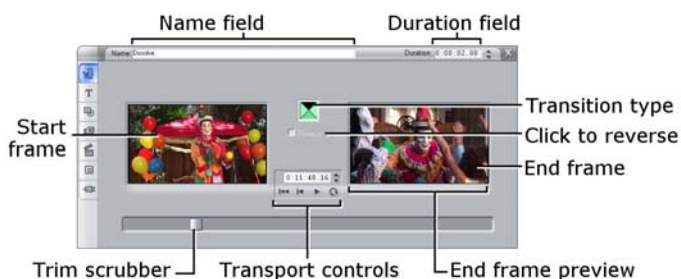 Name field
Duration field
Name: Dissolve
Duration: 0:00:02.00
X
T
Start frame
Transition type
Reverse
Click to reverse
End frame
0:11:48.16
Trim scrubber
Transport controls
End frame preview